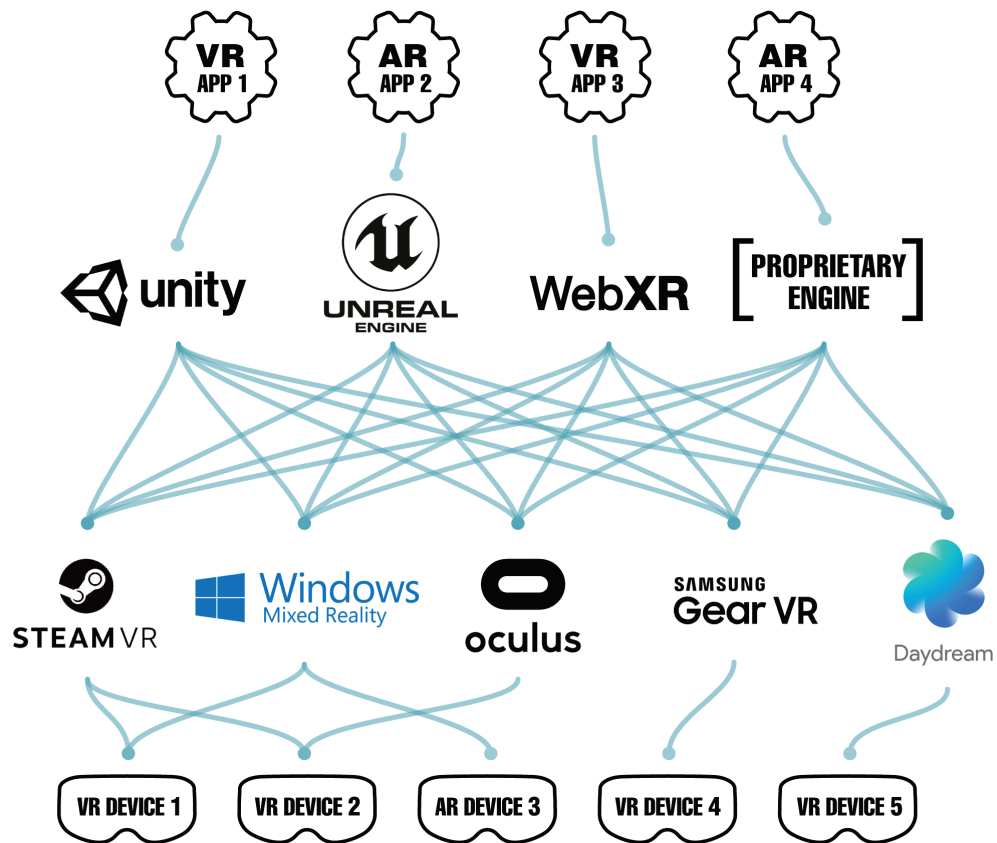 VR
APP 1
AR
APP 2
VR
APP 3
AR
APP 4
unity
UNREAL
ENGINE
WebXR
PROPRIETARY
ENGINE
STEAMVR
Windows
Mixed Reality
oculus
SAMSUNG
Gear VR
Daydream
VR DEVICE 1
VR DEVICE 2
AR DEVICE 3
VR DEVICE 4
VR DEVICE 5